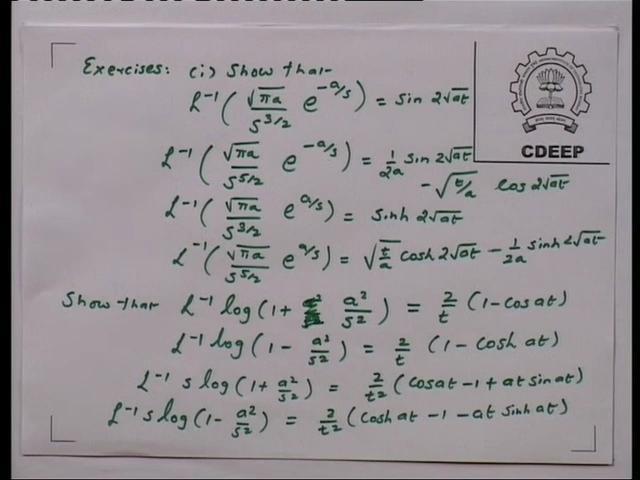 Exercises: (i) Show that
L⁻¹ ( √πa / s^3/2 e^-a/s ) = sin 2√at
L⁻¹ ( √πa / s^5/2 e^-a/s ) = 1/2a sin 2√at
- √t/a cos 2√at
CDEEP
L⁻¹ ( √πa / s^3/2 e^a/s ) = sinh 2√at
L⁻¹ ( √πa / s^5/2 e^a/s ) = √t/a cosh 2√at - 1/2a sinh 2√at
Show that L⁻¹ log (1+ a²/s² ) = 2/t (1-cos at)
L⁻¹ log (1 - a²/s² ) = 2/t (1 - cosh at)
L⁻¹ s log (1+ a²/s² ) = 2/t² (cos at - 1 + at sin at)
L⁻¹ s log (1- a²/s² ) = 2/t² (cosh at - 1 - at sinh at)